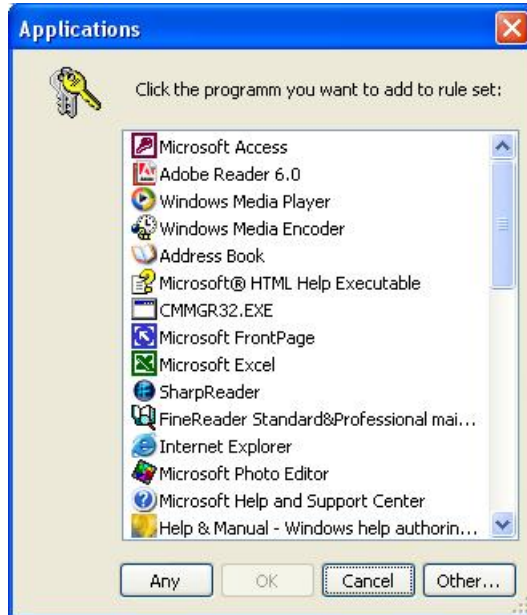 Applications
Click the programm you want to add to rule set:
Microsoft Access
Adobe Reader 6.0
Windows Media Player
Windows Media Encoder
Address Book
Microsoft® HTML Help Executable
CMMGR32.EXE
Microsoft FrontPage
Microsoft Excel
SharpReader
FineReader Standard&Professional mai...
Internet Explorer
Microsoft Photo Editor
Microsoft Help and Support Center
Help & Manual - Windows help authorin...
Any OK Cancel Other...